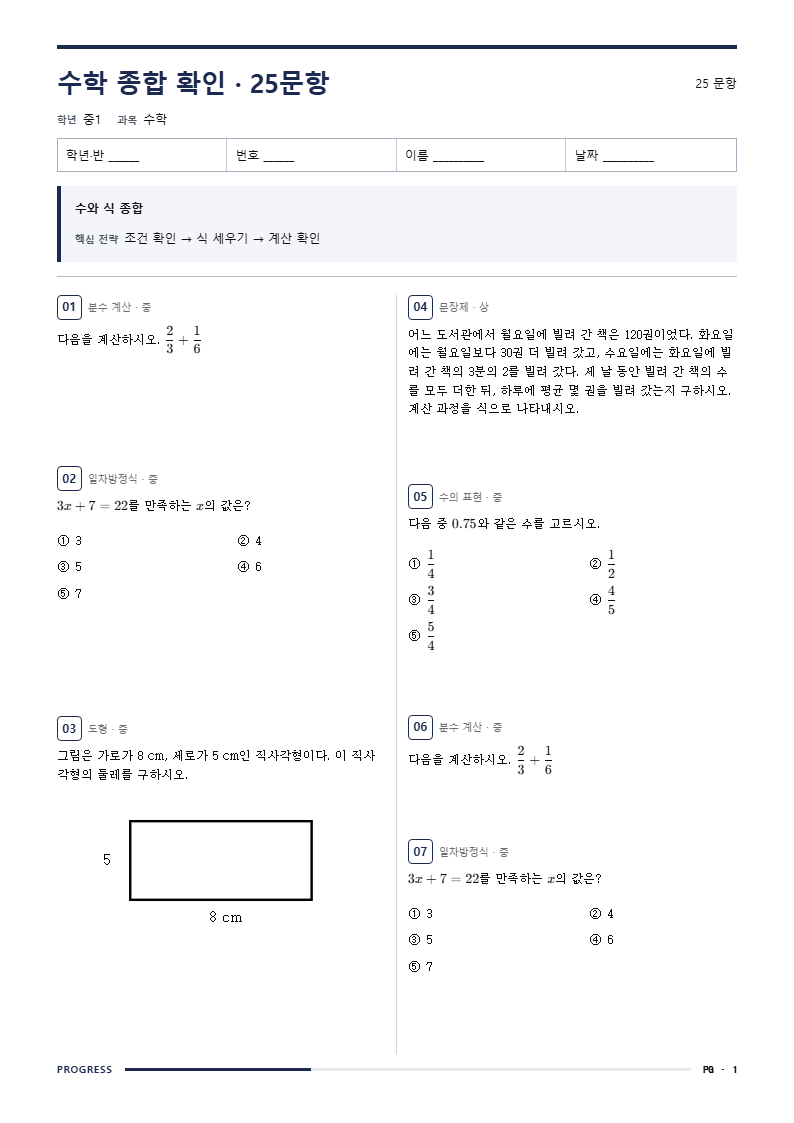 수학 종합 확인 · 25문항
25 문항
학년 중1 과목 수학
학년·반 _____ 번호 _____ 이름 ________ 날짜 ________
수와 식 종합
핵심 전략 조건 확인 → 식 세우기 → 계산 확인
01 분수 계산 · 중
다음을 계산하시오. 2/3 + 1/6
02 일차방정식 · 중
3x + 7 = 22를 만족하는 x의 값은?
① 3 ② 4
③ 5 ④ 6
⑤ 7
03 도형 · 중
그림은 가로가 8 cm, 세로가 5 cm인 직사각형이다. 이 직사
각형의 둘레를 구하시오.
5
8 cm
04 문장제 · 상
어느 도서관에서 월요일에 빌려 간 책은 120권이었다. 화요일
에는 월요일보다 30권 더 빌려 갔고, 수요일에는 화요일에 빌
려 간 책의 3분의 2를 빌려 갔다. 세 날 동안 빌려 간 책의 수
를 모두 더한 뒤, 하루에 평균 몇 권을 빌려 갔는지 구하시오.
계산 과정을 식으로 나타내시오.
05 수의 표현 · 중
다음 중 0.75와 같은 수를 고르시오.
① 1/4 ② 1/2
③ 3/4 ④ 4/5
⑤ 5/4
06 분수 계산 · 중
다음을 계산하시오. 2/3 + 1/6
07 일차방정식 · 중
3x + 7 = 22를 만족하는 x의 값은?
① 3 ② 4
③ 5 ④ 6
⑤ 7
PROGRESS
· 1